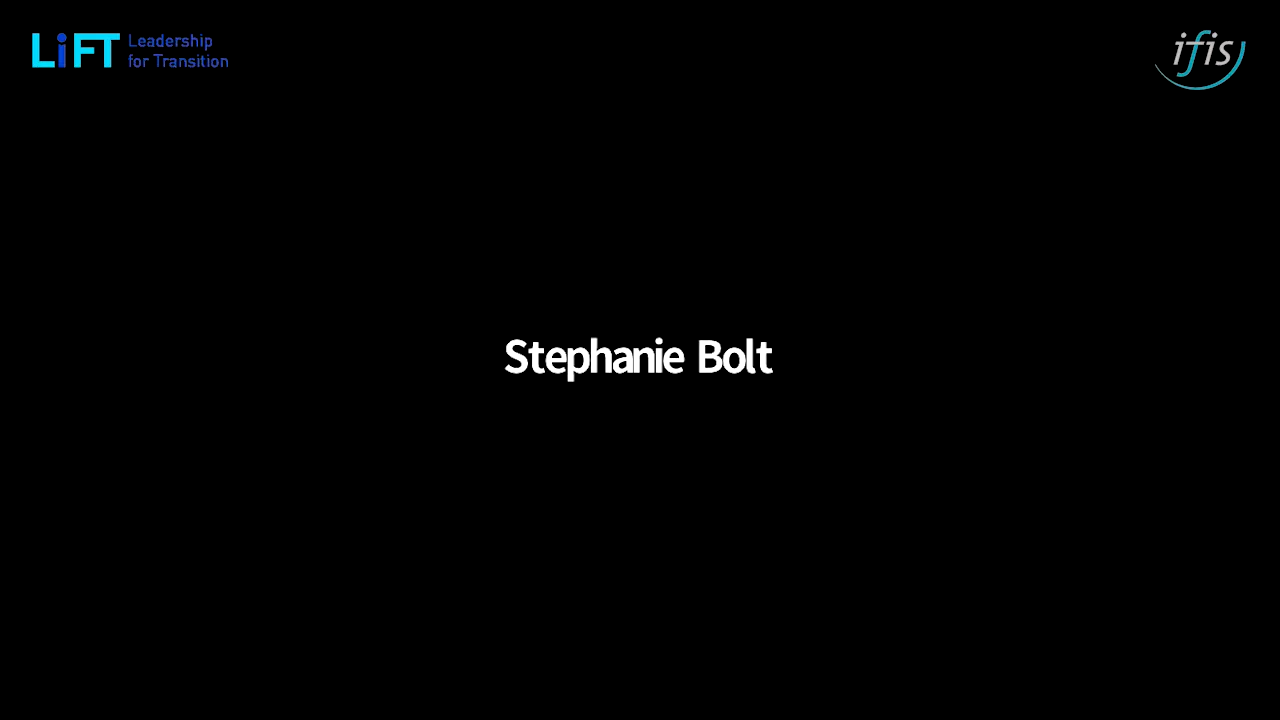 LiFT
Leadership
for Transition
ifis
Stephanie Bolt